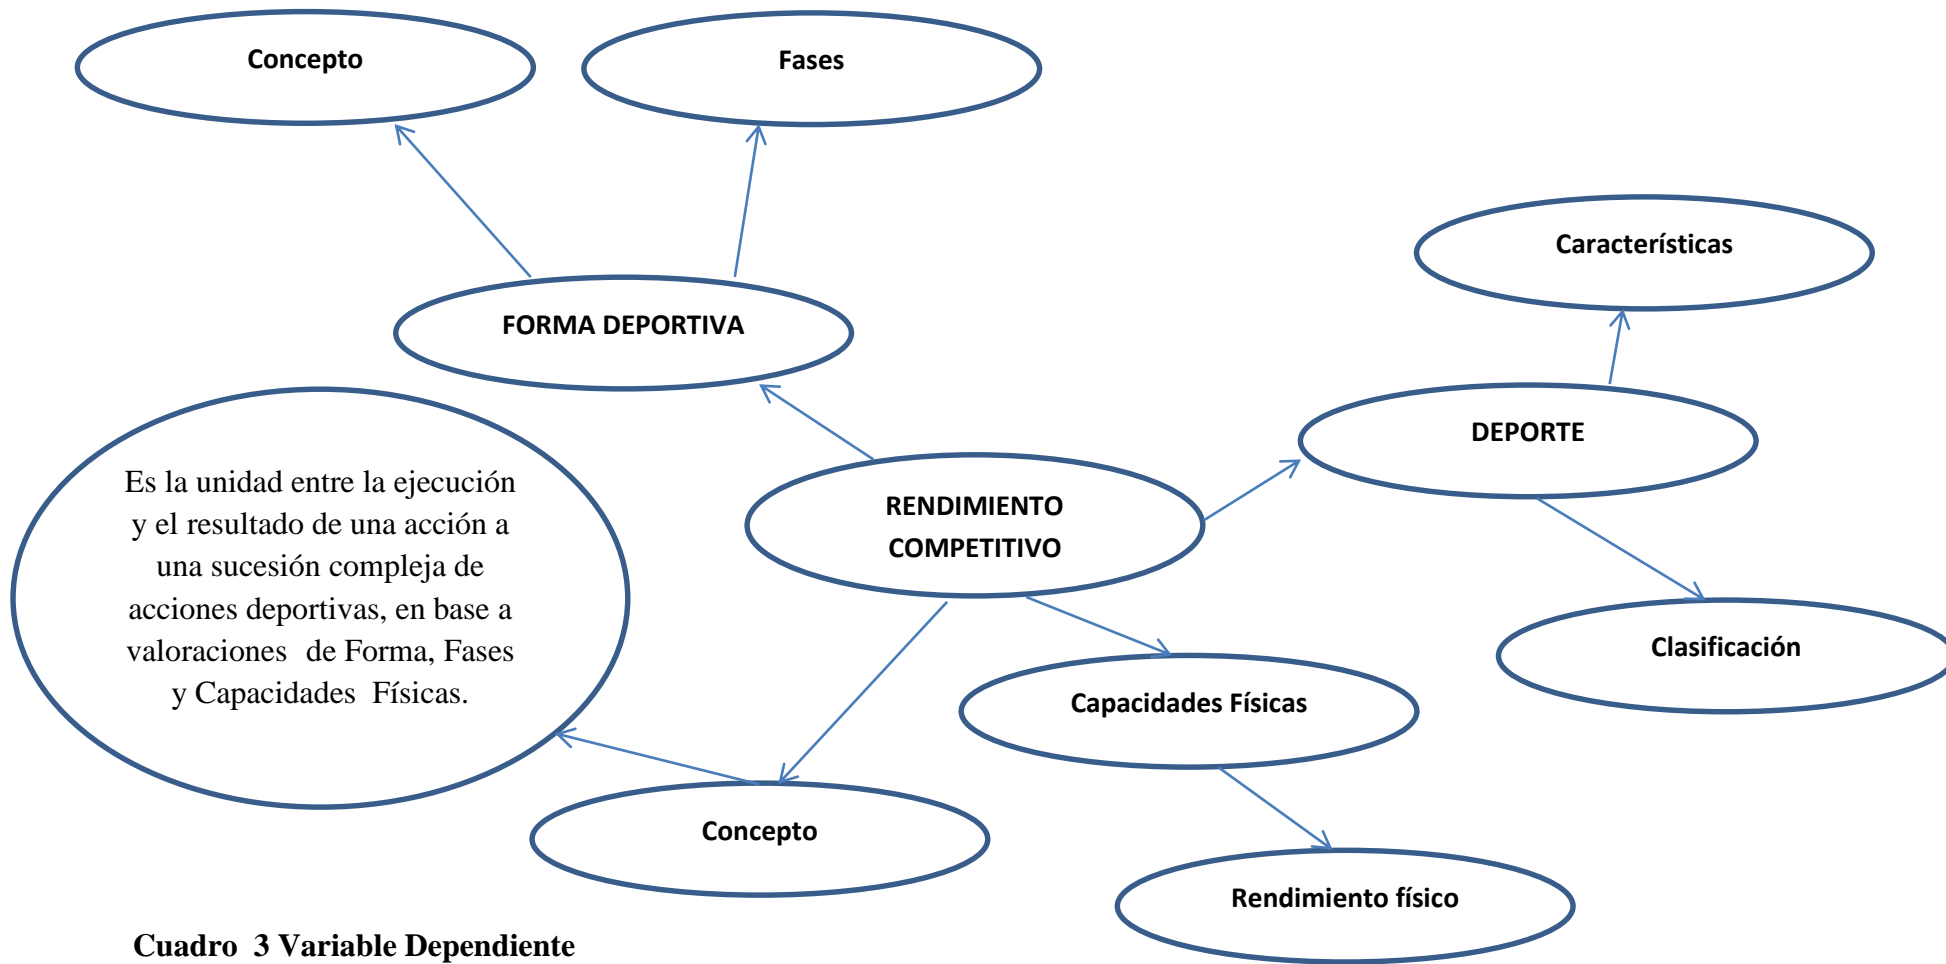 Concepto
Fases
Características
FORMA DEPORTIVA
DEPORTE
Es la unidad entre la ejecución
y el resultado de una acción a
una sucesión compleja de
acciones deportivas, en base a
valoraciones de Forma, Fases
y Capacidades Físicas.
RENDIMIENTO
COMPETITIVO
Clasificación
Capacidades Físicas
Concepto
Rendimiento físico
Cuadro 3 Variable Dependiente